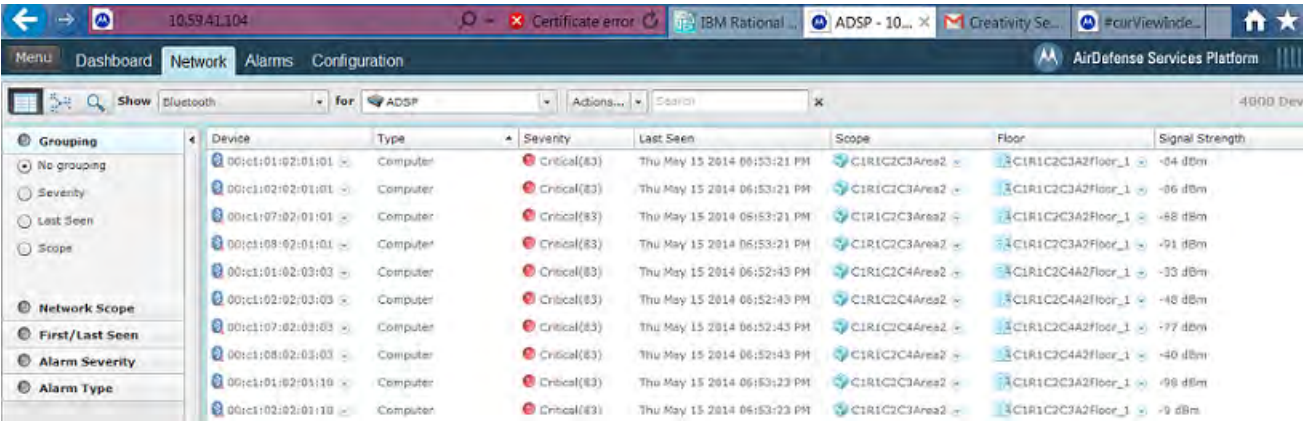 10.59.41.104 Certificate error IBM Rational ... ADSP - 10... Creativity Se... #curViewInde...
Menu Dashboard Network Alarms Configuration AirDefense Services Platform
Show Bluetooth for ADSP Actions... Search 4000 Dev
Grouping Device Type Severity Last Seen Scope Floor Signal Strength
No grouping 00:c1:01:02:01:01 Computer Critical(83) Thu May 15 2014 06:53:21 PM C1R1C2C3Area2 C1R1C2C3A2Floor_1 -84 dBm
Severity 00:c1:02:02:01:01 Computer Critical(83) Thu May 15 2014 06:53:21 PM C1R1C2C3Area2 C1R1C2C3A2Floor_1 -86 dBm
Last Seen 00:c1:07:02:01:01 Computer Critical(83) Thu May 15 2014 06:53:21 PM C1R1C2C3Area2 C1R1C2C3A2Floor_1 -68 dBm
Scope 00:c1:08:02:01:01 Computer Critical(83) Thu May 15 2014 06:53:21 PM C1R1C2C3Area2 C1R1C2C3A2Floor_1 -91 dBm
00:c1:01:02:03:03 Computer Critical(83) Thu May 15 2014 06:52:43 PM C1R1C2C4Area2 C1R1C2C4A2Floor_1 -33 dBm
Network Scope 00:c1:02:02:03:03 Computer Critical(83) Thu May 15 2014 06:52:43 PM C1R1C2C4Area2 C1R1C2C4A2Floor_1 -48 dBm
First/Last Seen 00:c1:07:02:03:03 Computer Critical(83) Thu May 15 2014 06:52:43 PM C1R1C2C4Area2 C1R1C2C4A2Floor_1 -77 dBm
Alarm Severity 00:c1:08:02:03:03 Computer Critical(83) Thu May 15 2014 06:52:43 PM C1R1C2C4Area2 C1R1C2C4A2Floor_1 -40 dBm
Alarm Type 00:c1:01:02:01:10 Computer Critical(83) Thu May 15 2014 06:53:23 PM C1R1C2C3Area2 C1R1C2C3A2Floor_1 -98 dBm
00:c1:02:02:01:10 Computer Critical(83) Thu May 15 2014 06:53:23 PM C1R1C2C3Area2 C1R1C2C3A2Floor_1 -9 dBm